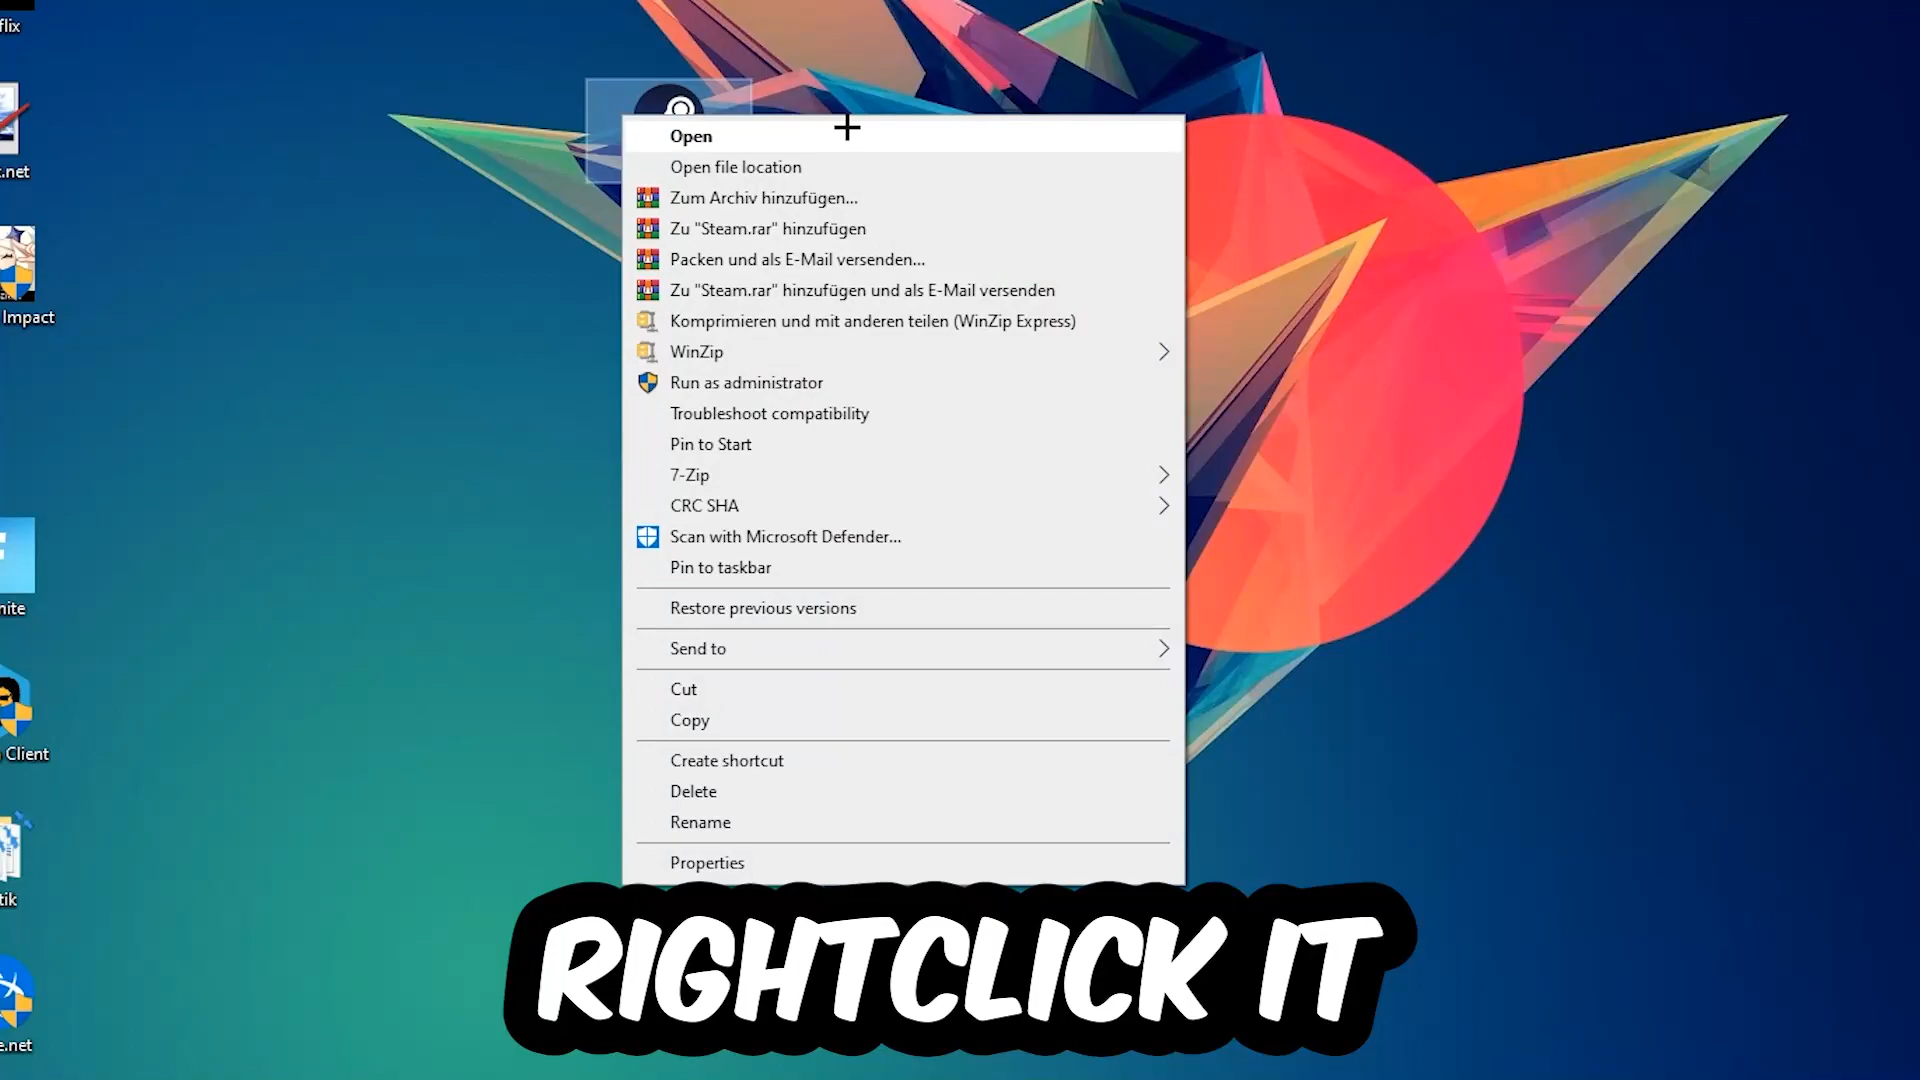 flix
.net
Impact
nite
Client
tik
e.net
Open
Open file location
Zum Archiv hinzufügen...
Zu "Steam.rar" hinzufügen
Packen und als E-Mail versenden...
Zu "Steam.rar" hinzufügen und als E-Mail versenden
Komprimieren und mit anderen teilen (WinZip Express)
WinZip
Run as administrator
Troubleshoot compatibility
Pin to Start
7-Zip
CRC SHA
Scan with Microsoft Defender...
Pin to taskbar
Restore previous versions
Send to
Cut
Copy
Create shortcut
Delete
Rename
Properties
RIGHTCLICK IT